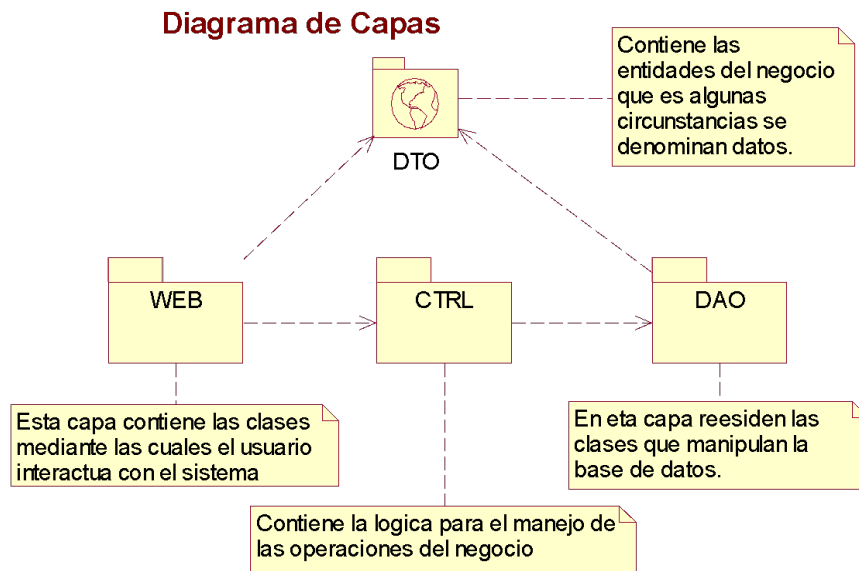 Diagrama de Capas
Contiene las
entidades del negocio
que es algunas
circunstancias se
denominan datos.
DTO
WEB
CTRL
DAO
Esta capa contiene las clases
mediante las cuales el usuario
interactua con el sistema
En eta capa reesiden las
clases que manipulan la
base de datos.
Contiene la logica para el manejo de
las operaciones del negocio